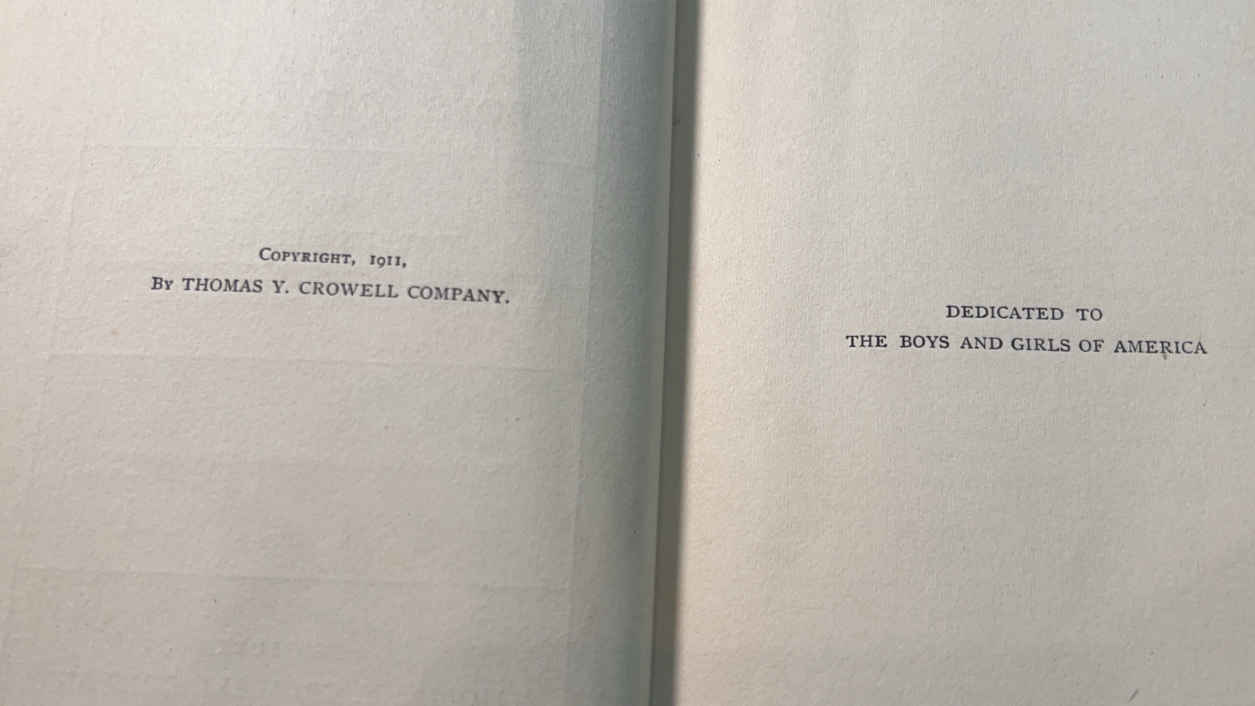 Copyright, 1911,
By THOMAS Y. CROWELL COMPANY.
DEDICATED TO
THE BOYS AND GIRLS OF AMERICA